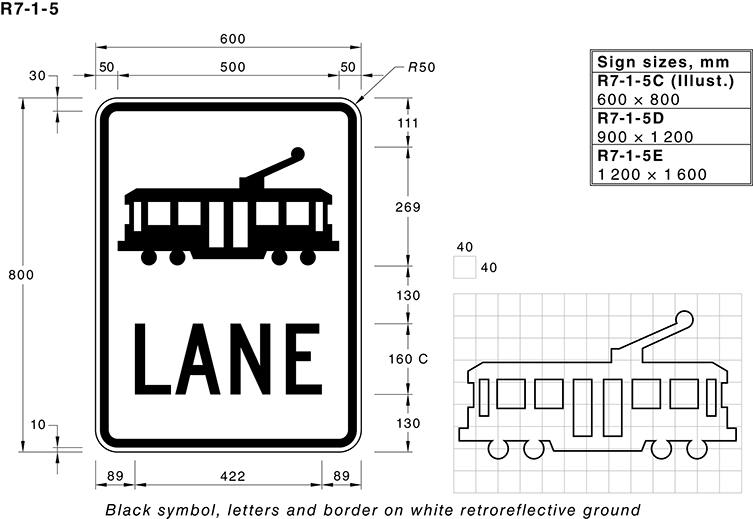 R7-1-5
600
50 500 50
R50
30
111
269
800
130
LANE
160 C
10
130
89 422 89
Sign sizes, mm
R7-1-5C (Illust.)
600 × 800
R7-1-5D
900 × 1 200
R7-1-5E
1 200 × 1 600
40
40
Black symbol, letters and border on white retroreflective ground